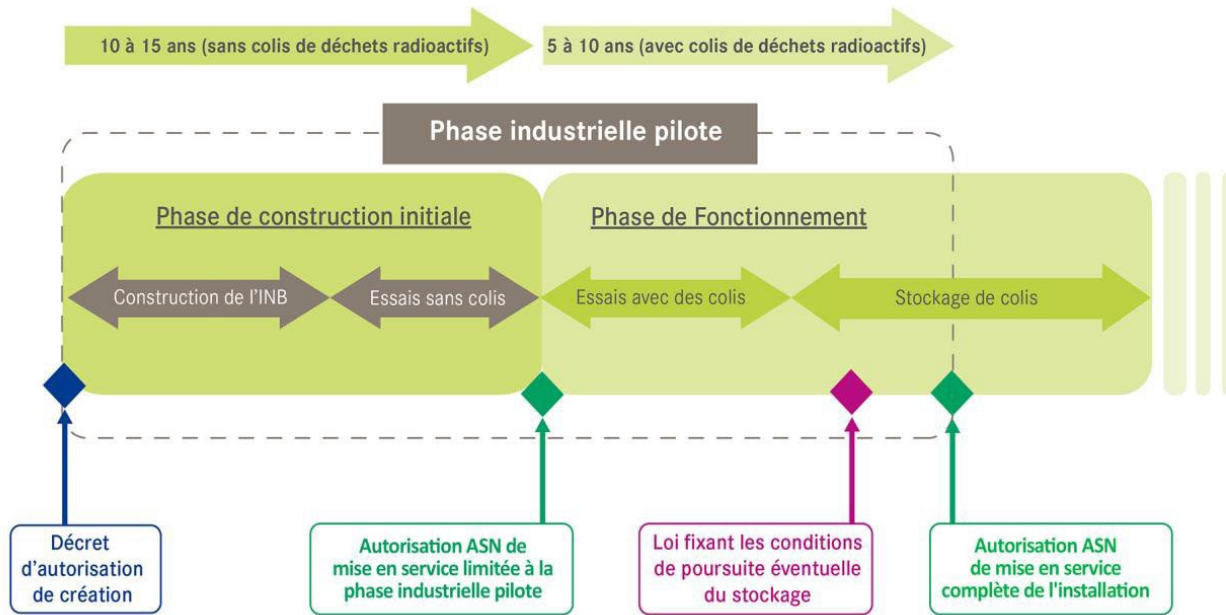 10 à 15 ans (sans colis de déchets radioactifs)
5 à 10 ans (avec colis de déchets radioactifs)
Phase industrielle pilote
Phase de construction initiale
Phase de Fonctionnement
Construction de l'INB
Essais sans colis
Essais avec des colis
Stockage de colis
Décret
d'autorisation
de création
Autorisation ASN de
mise en service limitée à la
phase industrielle pilote
Loi fixant les conditions
de poursuite éventuelle
du stockage
Autorisation ASN
de mise en service
complète de l'installation